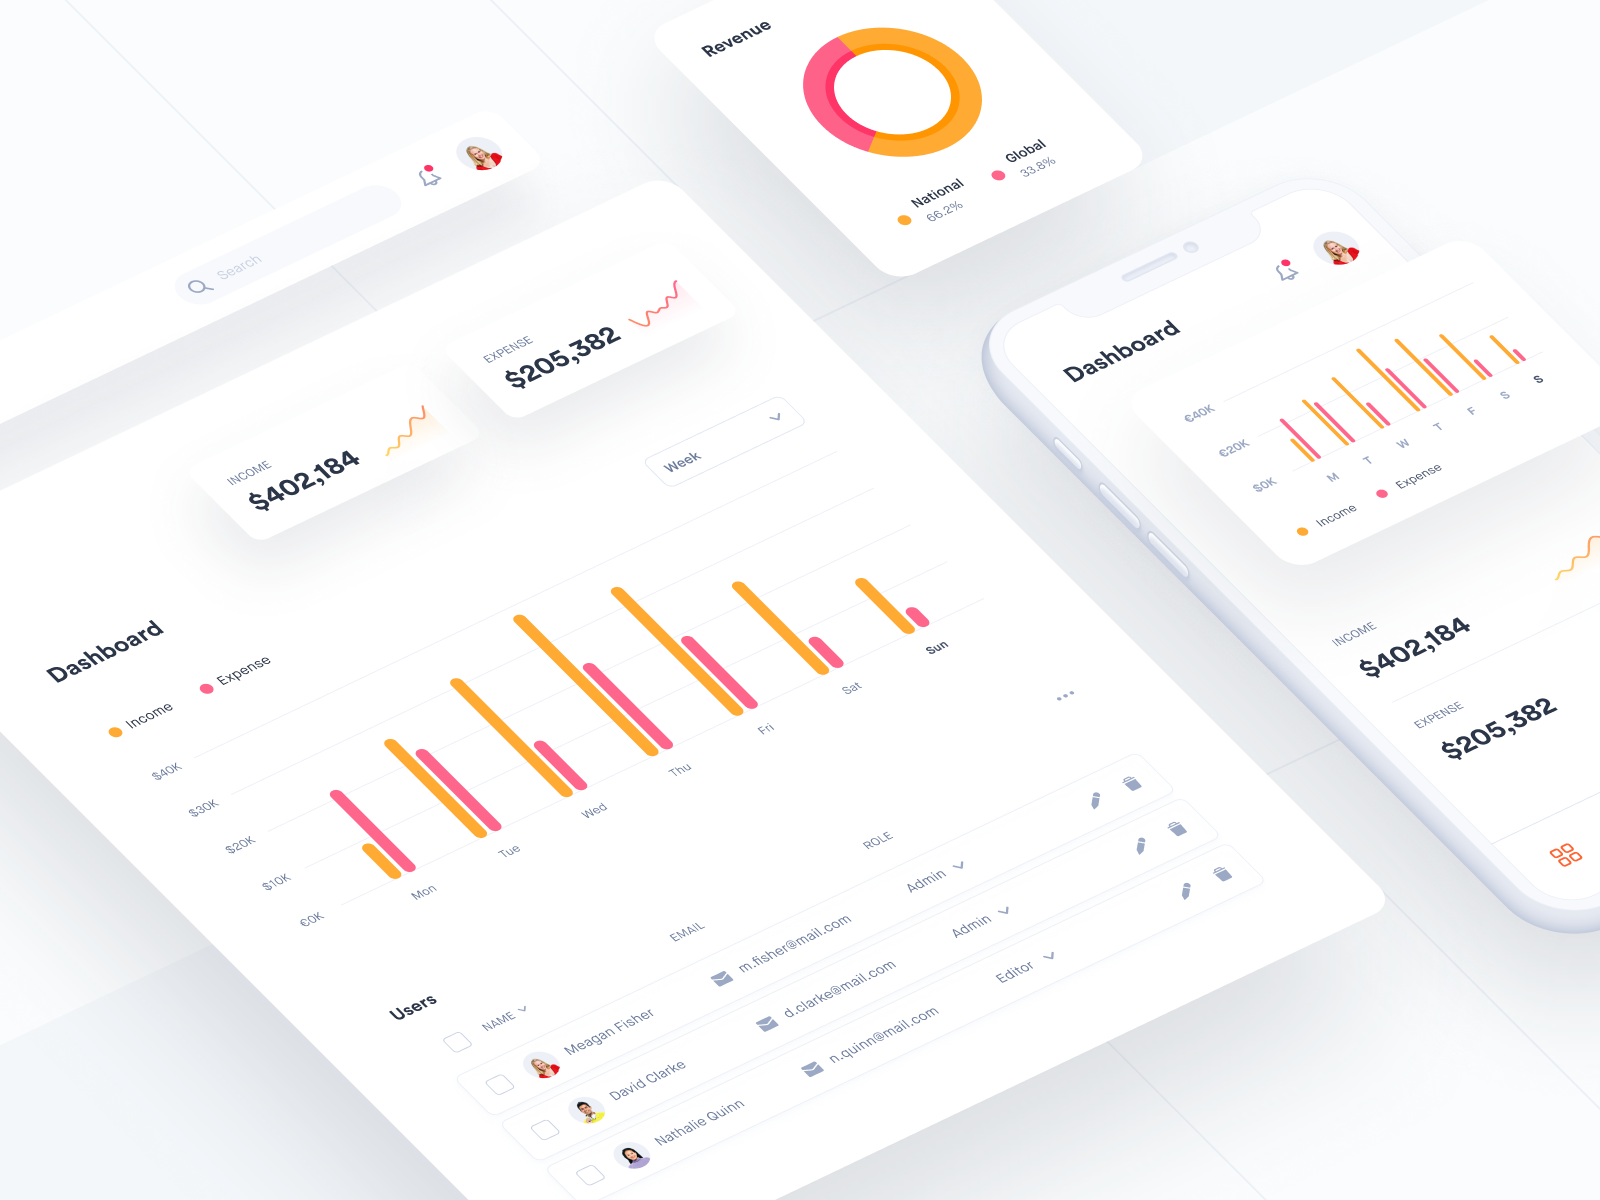 Revenue
National
66.2%
Global
33.8%
Search
INCOME
$402,184
EXPENSE
$205,382
Week
Dashboard
Income
Expense
$40K
$30K
$20K
$10K
€0K
Mon
Tue
Wed
Thu
Fri
Sat
Sun
Users
NAME
EMAIL
ROLE
Meagan Fisher
m.fisher@mail.com
Admin
David Clarke
d.clarke@mail.com
Admin
Nathalie Quinn
n.quinn@mail.com
Editor
Dashboard
€40K
€20K
$0K
M
T
W
T
F
S
S
Income
Expense
INCOME
$402,184
EXPENSE
$205,382